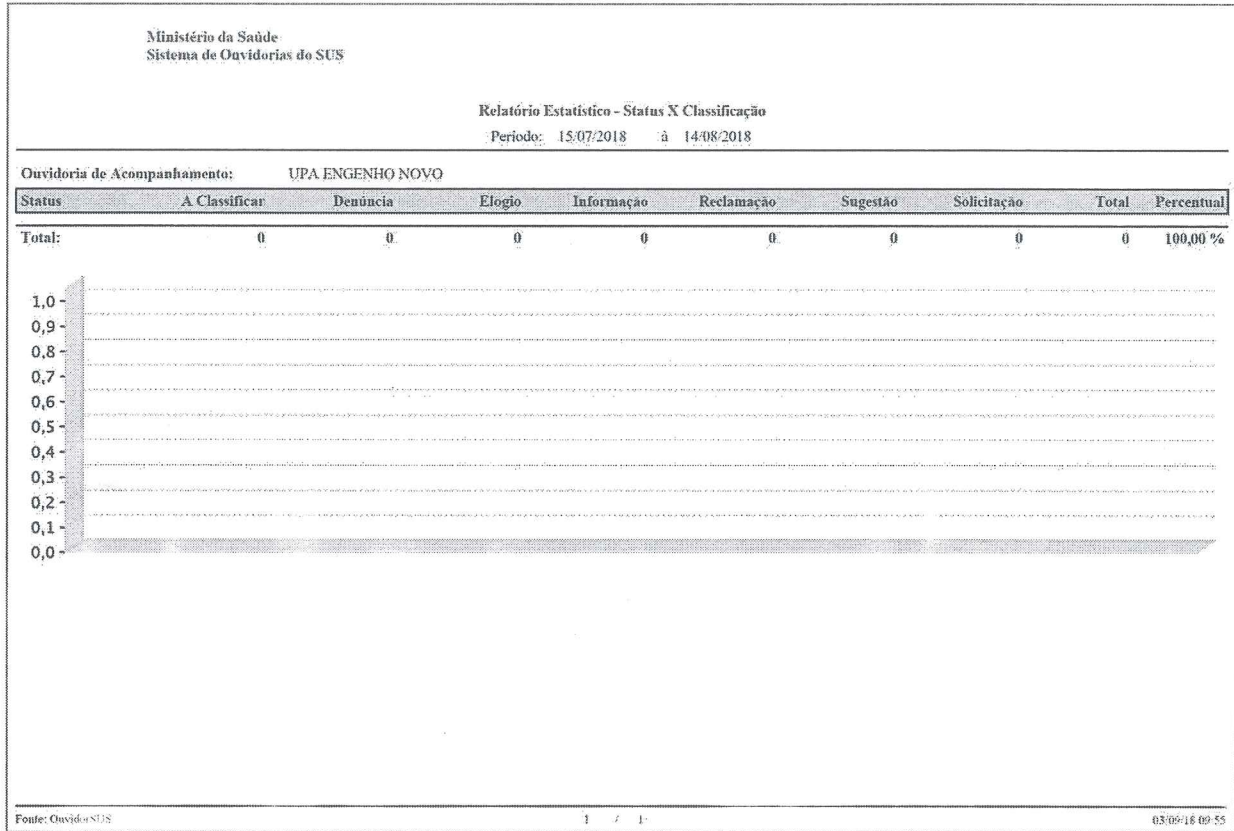 Ministério da Saúde
Sistema de Ouvidorias do SUS
Relatório Estatístico - Status X Classificação
Período: 15/07/2018 à 14/08/2018
Ouvidoria de Acompanhamento: UPA ENGENHO NOVO
Status A Classificar Denúncia Elogio Informação Reclamação Sugestão Solicitação Total Percentual
Total: 0 0 0 0 0 0 0 0 100,00 %
1,0
0,9
0,8
0,7
0,6
0,5
0,4
0,3
0,2
0,1
0,0
Fonte: OuvidorSUS 1 / 1 03/09/18 09:55